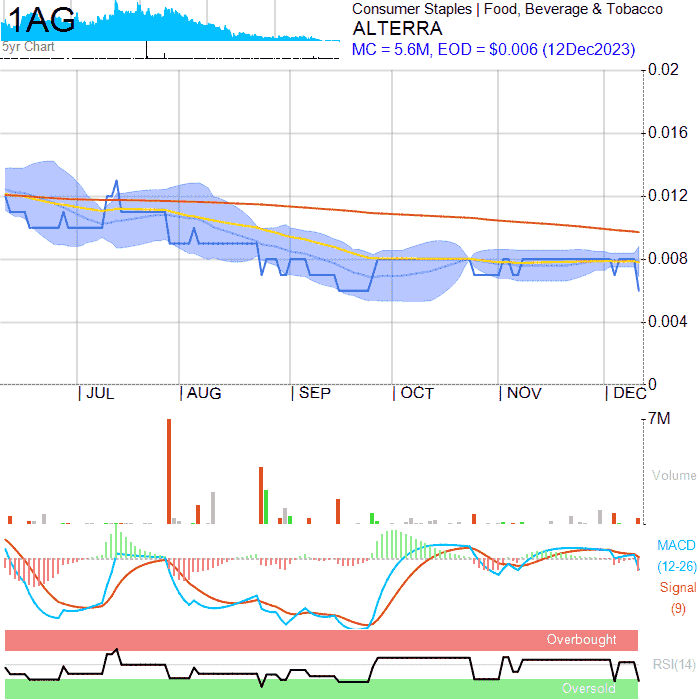 1AG
5yr Chart
Consumer Staples | Food, Beverage & Tobacco
ALTERRA
MC = 5.6M, EOD = $0.006 (12Dec2023)
0.02
0.016
0.012
0.008
0.004
0
| JUL | AUG | SEP | OCT | NOV | DEC
7M
Volume
MACD
(12-26)
Signal
(9)
Overbought
RSI(14)
Oversold